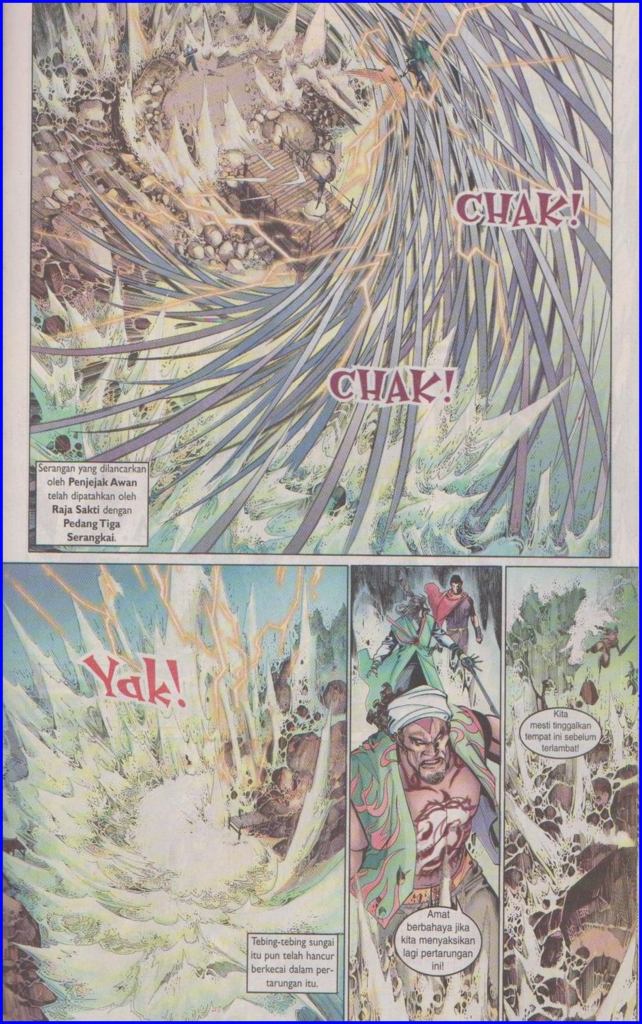 CHAK!
CHAK!
Serangan yang dilancarkan
oleh Penjejak Awan
telah dipatahkan oleh
Raja Sakti dengan
Pedang Tiga
Serangkai.
Yak!
Tebing-tebing sungai
itu pun telah hancur
berkecai dalam per-
tarungan itu.
Amat
berbahaya jika
kita menyaksikan
lagi pertarungan
ini!
Kita
mesti tinggalkan
tempat ini sebelum
terlambat!